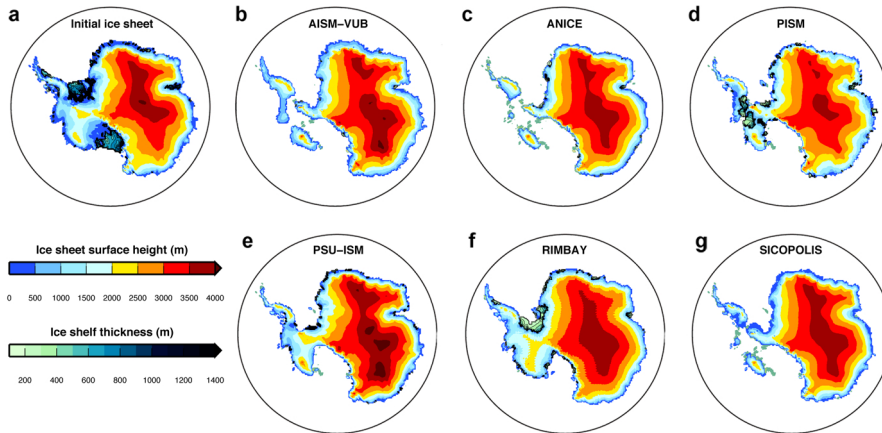 a
Initial ice sheet
b
AISM–VUB
c
ANICE
d
PISM
Ice sheet surface height (m)
0 500 1000 1500 2000 2500 3000 3500 4000
Ice shelf thickness (m)
200 400 600 800 1000 1200 1400
e
PSU–ISM
f
RIMBAY
g
SICOPOLIS